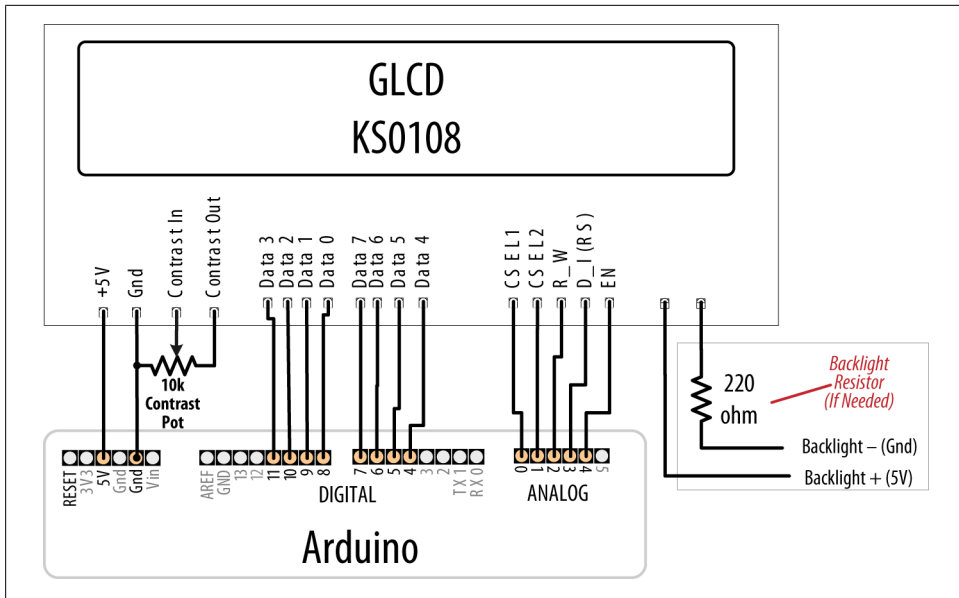 GLCD
KS0108
+5V
Gnd
Contrast In
Contrast Out
Data 3
Data 2
Data 1
Data 0
Data 7
Data 6
Data 5
Data 4
CSEL1
CSEL2
R_W
D_I (RS)
EN
10k
Contrast
Pot
220
ohm
Backlight
Resistor
(If Needed)
Backlight – (Gnd)
Backlight + (5V)
RESET
3V3
5V
Gnd
Gnd
Vin
AREF
GND
13
12
11
10
9
8
7
6
5
4
3
2
TX 1
RX 0
0
1
2
3
4
5
DIGITAL
ANALOG
Arduino